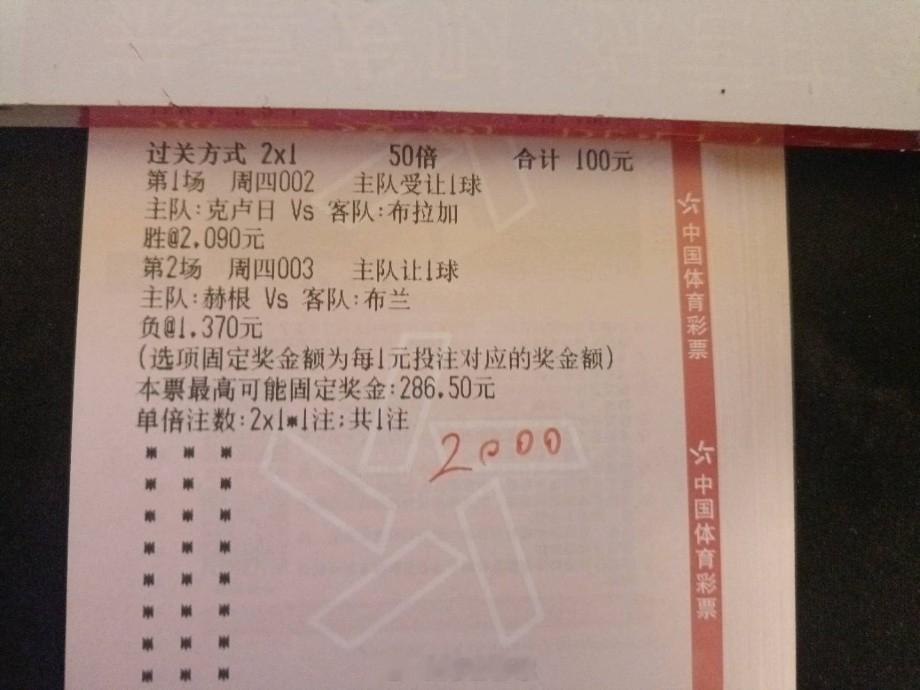 过关方式 2x1 50倍 合计 100元
第1场 周四002 主队受让1球
主队:克卢日 Vs 客队:布拉加
胜@2.090元
第2场 周四003 主队让1球
主队:赫根 Vs 客队:布兰
负@1.370元
(选项固定奖金额为每1元投注对应的奖金额)
本票最高可能固定奖金:286.50元
单倍注数:2x1*1注;共1注
2000
* * *
* * *
* * *
* * *
* * *
* * *
* * *
* * *
中国体育彩票
中国体育彩票